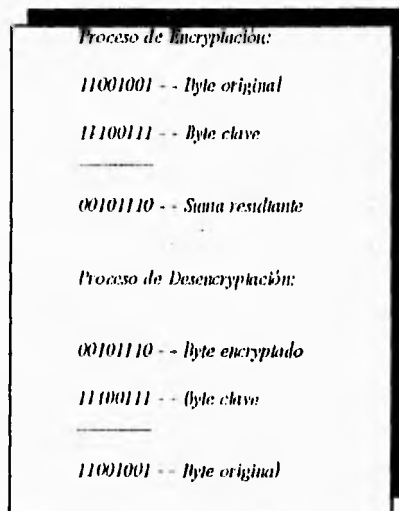 Proceso de Encryptación:
11001001 - - Byte original
11100111 - - Byte clave
00101110 - - Suma resultante
Proceso de Desencryptación:
00101110 - - Byte encryptado
11100111 - - Byte clave
11001001 - - Byte original